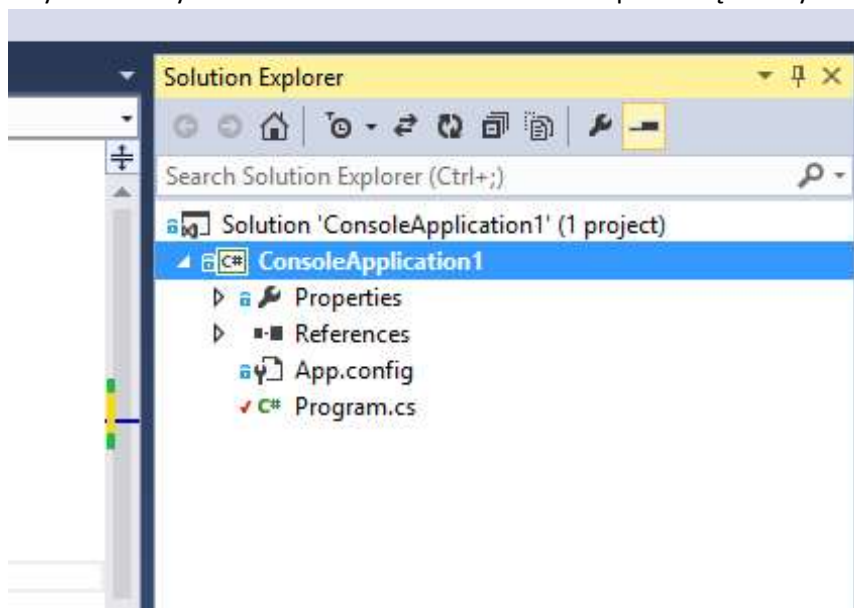 Solution Explorer
Search Solution Explorer (Ctrl+;)
Solution 'ConsoleApplication1' (1 project)
C# ConsoleApplication1
Properties
References
App.config
C# Program.cs